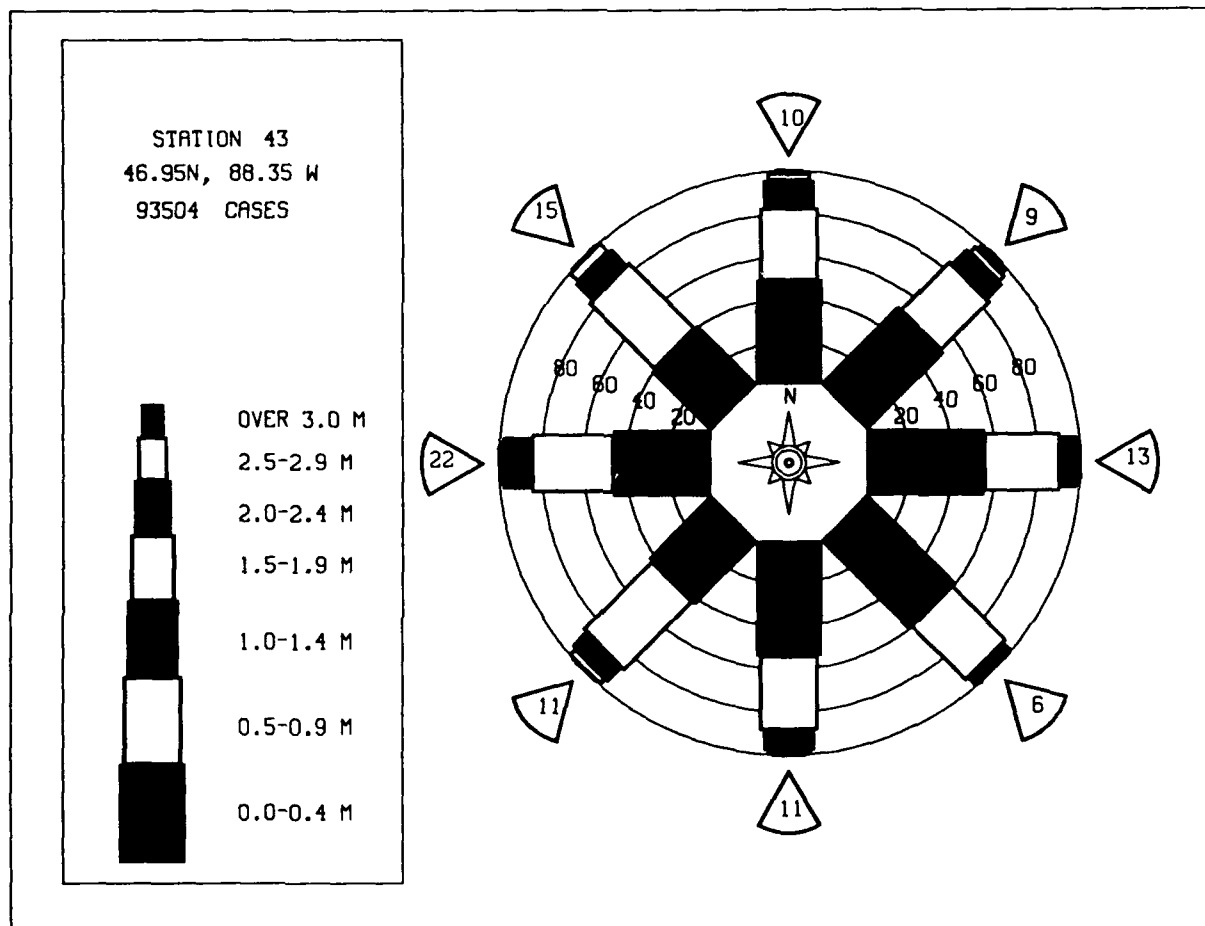 STATION 43
46.95N, 88.35 W
93504 CASES
OVER 3.0 M
2.5-2.9 M
2.0-2.4 M
1.5-1.9 M
1.0-1.4 M
0.5-0.9 M
0.0-0.4 M
10
15
9
80
60
40
20
N
20
40
60
80
22
13
11
6
11